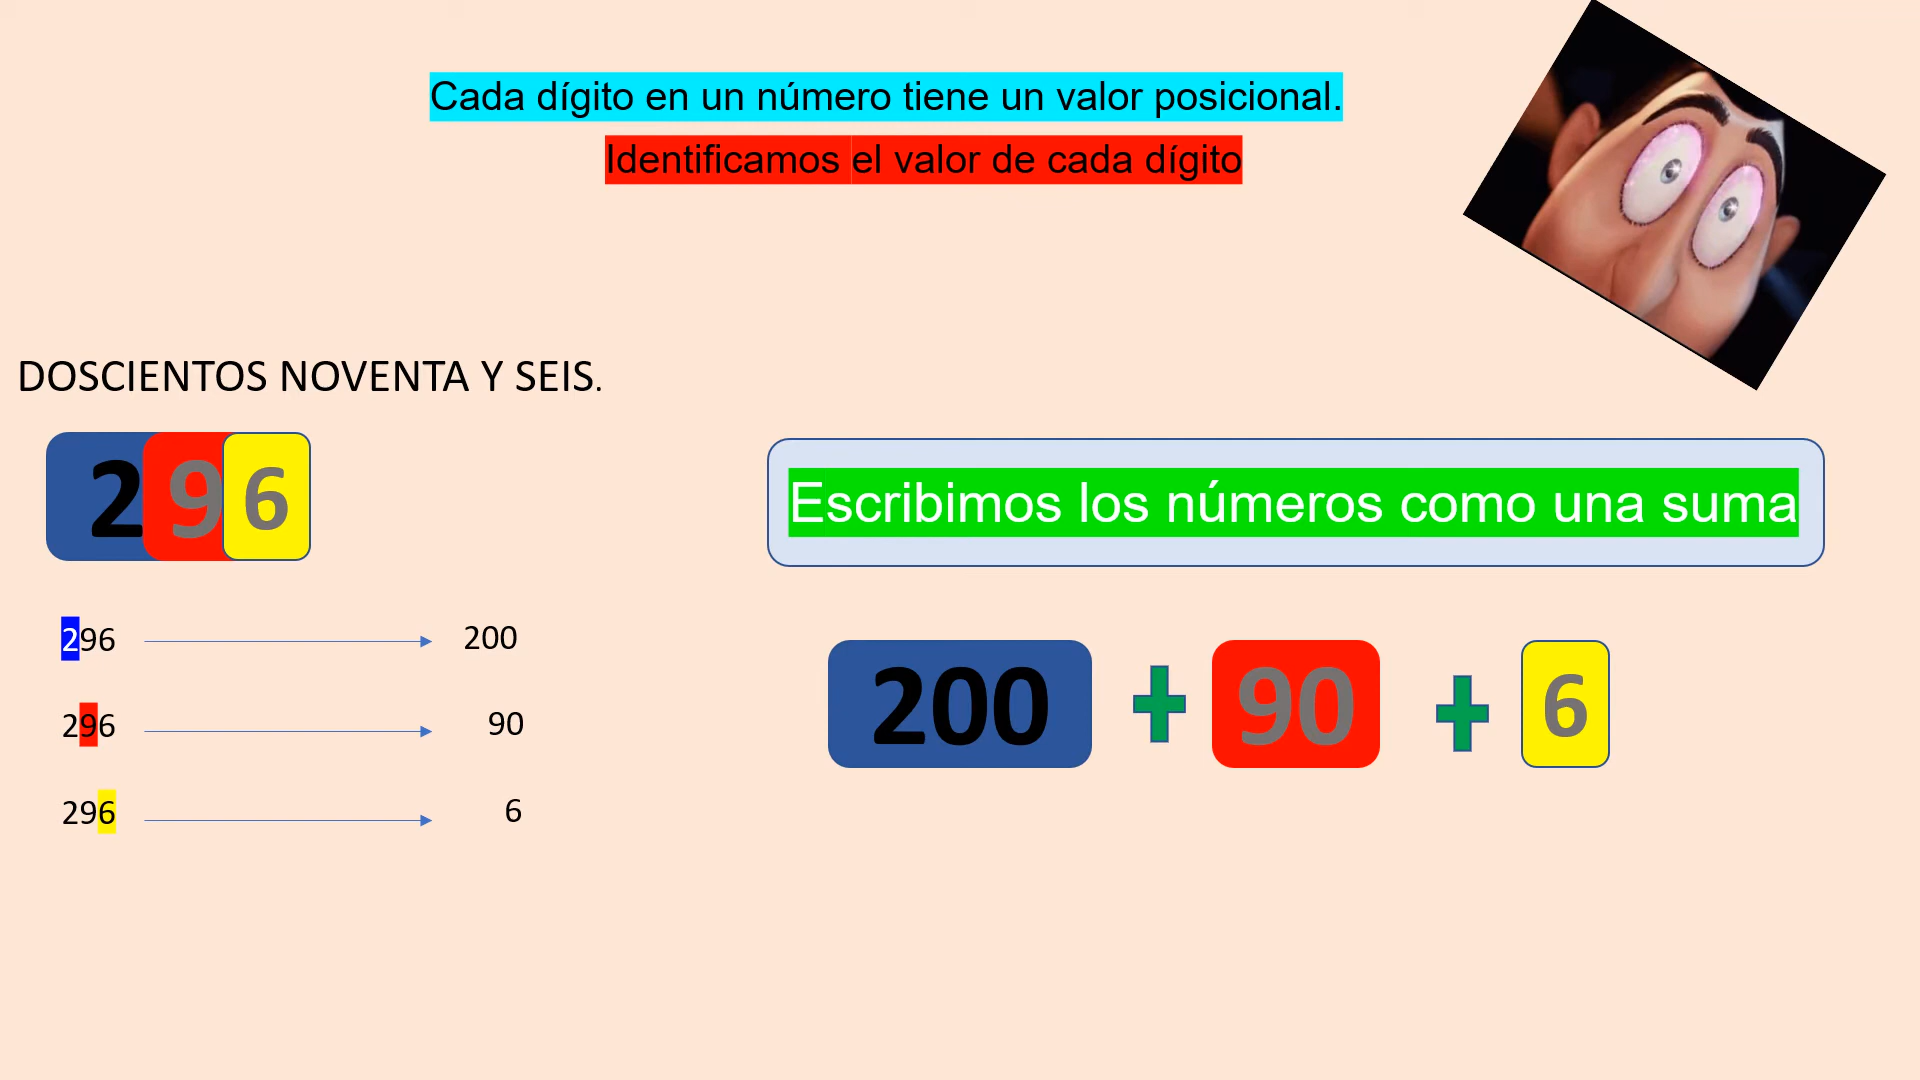 Cada dígito en un número tiene un valor posicional.
Identificamos el valor de cada dígito
DOSCIENTOS NOVENTA Y SEIS.
296
Escribimos los números como una suma
296 200
296 90
296 6
200 + 90 + 6